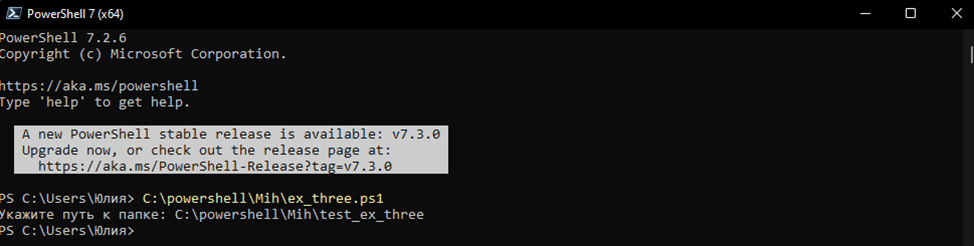 PowerShell 7 (x64)
PowerShell 7.2.6
Copyright (c) Microsoft Corporation.
https://aka.ms/powershell
Type 'help' to get help.
A new PowerShell stable release is available: v7.3.0
Upgrade now, or check out the release page at:
https://aka.ms/PowerShell-Release?tag=v7.3.0
PS C:\Users\Юлия> C:\powershell\Mih\ex_three.ps1
Укажите путь к папке: C:\powershell\Mih\test_ex_three
PS C:\Users\Юлия>